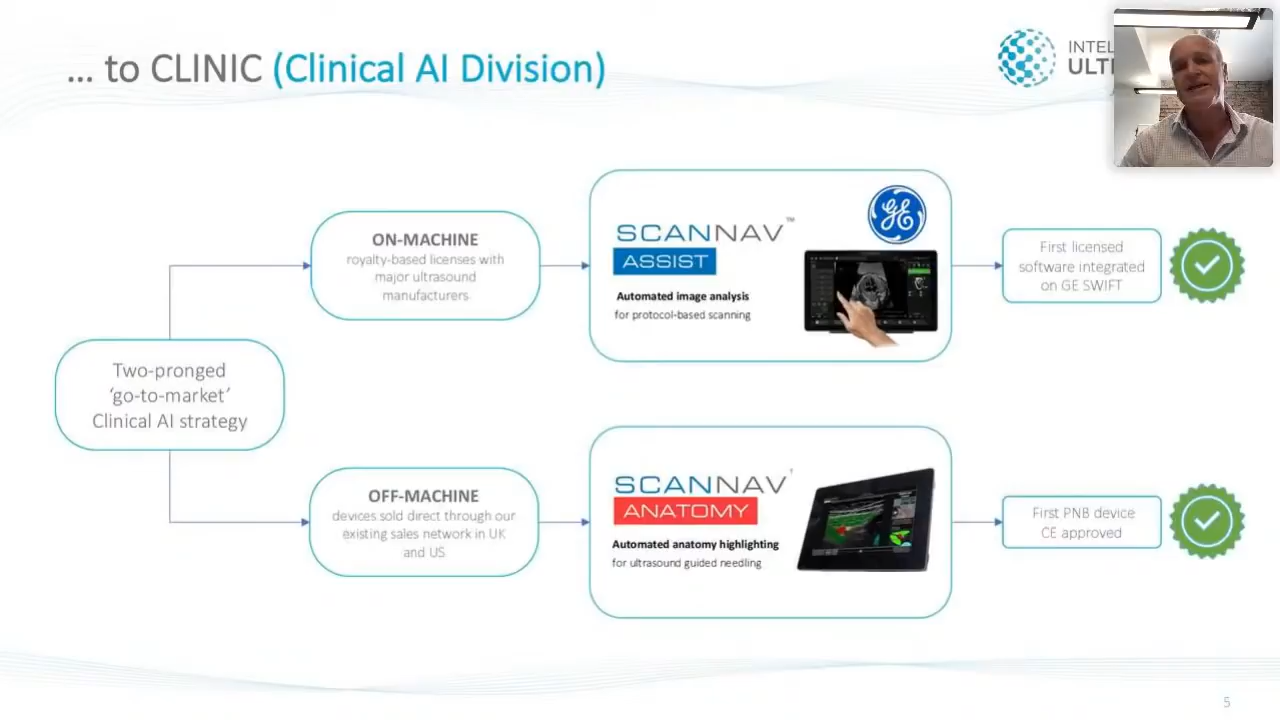 ... to CLINIC (Clinical AI Division)
ON-MACHINE
royalty-based licenses with
major ultrasound
manufacturers
SCANNAV™
ASSIST
GE
Automated image analysis
for protocol-based scanning
First licensed
software integrated
on GE SWIFT
Two-pronged
‘go-to-market’
Clinical AI strategy
OFF-MACHINE
devices sold direct through our
existing sales network in UK
and US
SCANNAV
ANATOMY
Automated anatomy highlighting
for ultrasound guided needling
First PNB device
CE approved
5